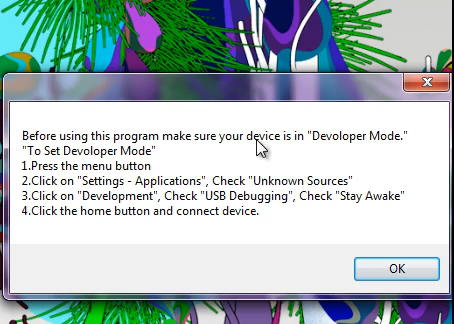 Before using this program make sure your device is in "Devoloper Mode."
"To Set Devoloper Mode"
1.Press the menu button
2.Click on "Settings - Applications", Check "Unknown Sources"
3.Click on "Development", Check "USB Debugging", Check "Stay Awake"
4.Click the home button and connect device.
OK